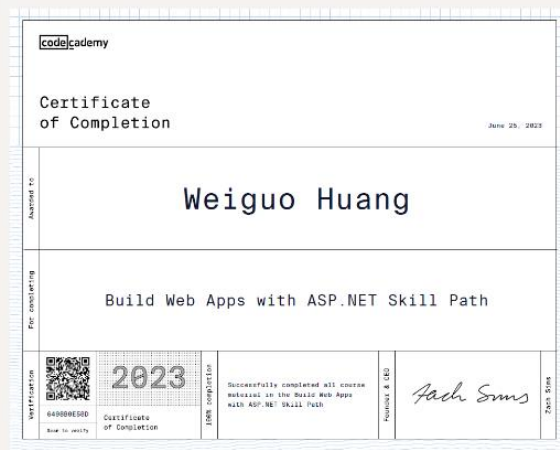 codecademy
Certificate
of Completion
June 25, 2023
Awarded to
Weiguo Huang
For completing
Build Web Apps with ASP.NET Skill Path
Verification
Scan to verify
2023
Certificate
of Completion
100% completion
Successfully completed all course
material in the Build Web Apps
with ASP.NET Skill Path
Founder & CEO
Zach Sims
Zach Sims